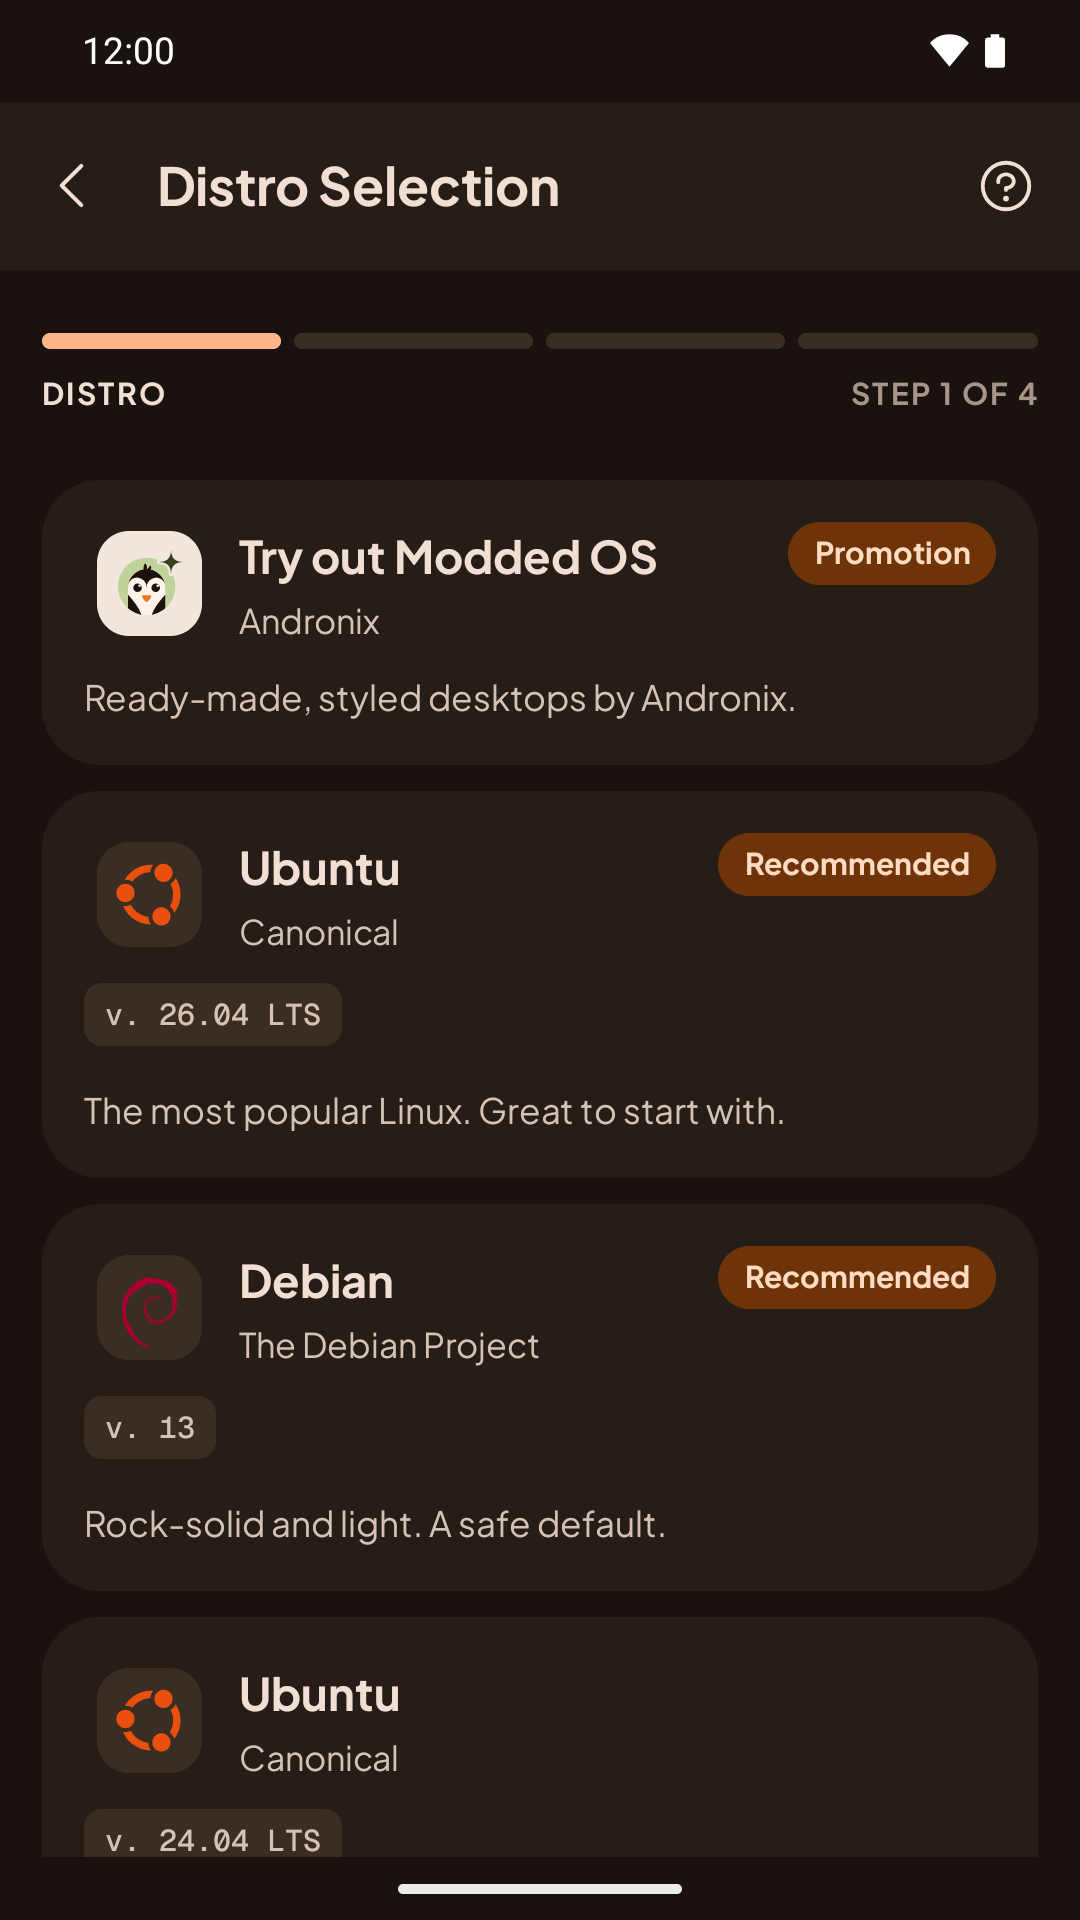 12:00
Distro Selection
DISTRO
STEP 1 OF 4
Try out Modded OS
Promotion
Andronix
Ready-made, styled desktops by Andronix.
Ubuntu
Recommended
Canonical
v. 26.04 LTS
The most popular Linux. Great to start with.
Debian
Recommended
The Debian Project
v. 13
Rock-solid and light. A safe default.
Ubuntu
Canonical
v. 24.04 LTS